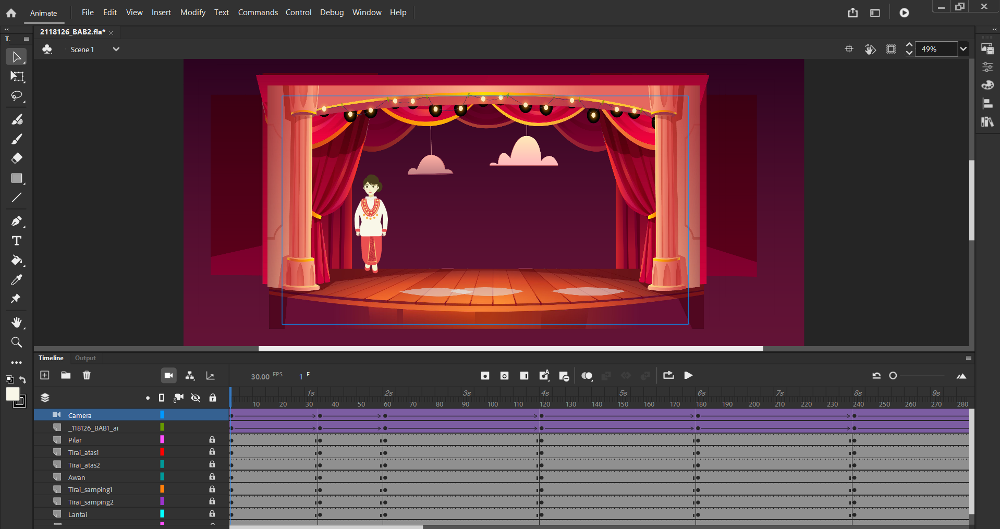 Animate File Edit View Insert Modify Text Commands Control Debug Window Help
2118126_BAB2.fla*
T.
Scene 1 49%
Timeline Output
30.00 FPS 1 F
1s 2s 3s 4s 5s 6s 7s 8s 9s
10 20 30 40 50 60 70 80 90 100 110 120 130 140 150 160 170 180 190 200 210 220 230 240 250 260 270 280
Camera
_118126_BAB1_ai
Pilar
Tirai_atas1
Tirai_atas2
Awan
Tirai_samping1
Tirai_samping2
Lantai